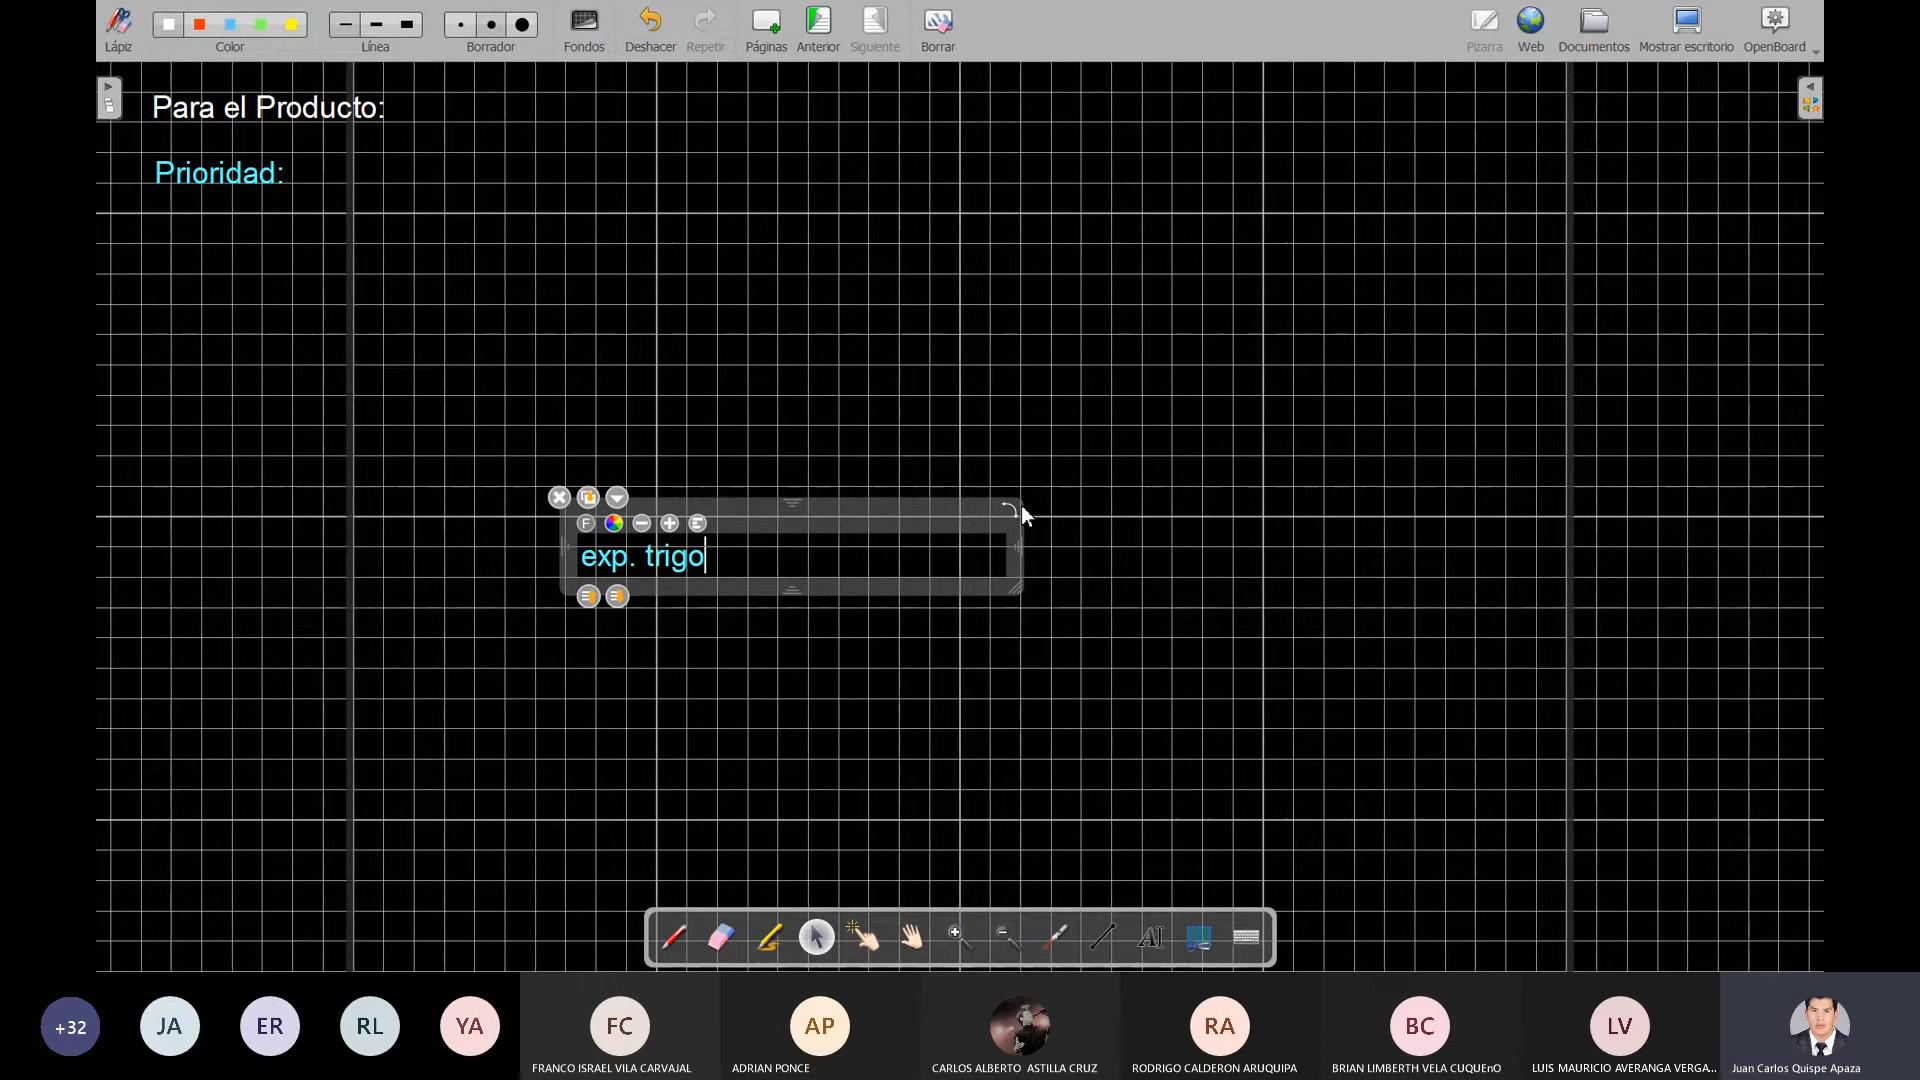 Lápiz
Color
Línea
Borrador
Fondos
Deshacer
Repetir
Páginas
Anterior
Siguiente
Borrar
Pizarra
Web
Documentos
Mostrar escritorio
OpenBoard
Para el Producto:
Prioridad:
F
exp. trigo
AI
+32
JA
ER
RL
YA
FC
AP
RA
BC
LV
FRANCO ISRAEL VILA CARVAJAL
ADRIAN PONCE
CARLOS ALBERTO ASTILLA CRUZ
RODRIGO CALDERON ARUQUIPA
BRIAN LIMBERTH VELA CUQUEnO
LUIS MAURICIO AVERANGA VERGA...
Juan Carlos Quispe Apaza